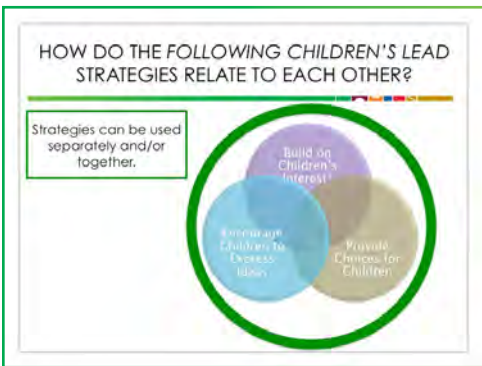 HOW DO THE FOLLOWING CHILDREN'S LEAD
STRATEGIES RELATE TO EACH OTHER?
Strategies can be used
separately and/or
together.
Build on
Children's
Interest
Encourage
Children to
Express
Ideas
Provide
Choices for
Children